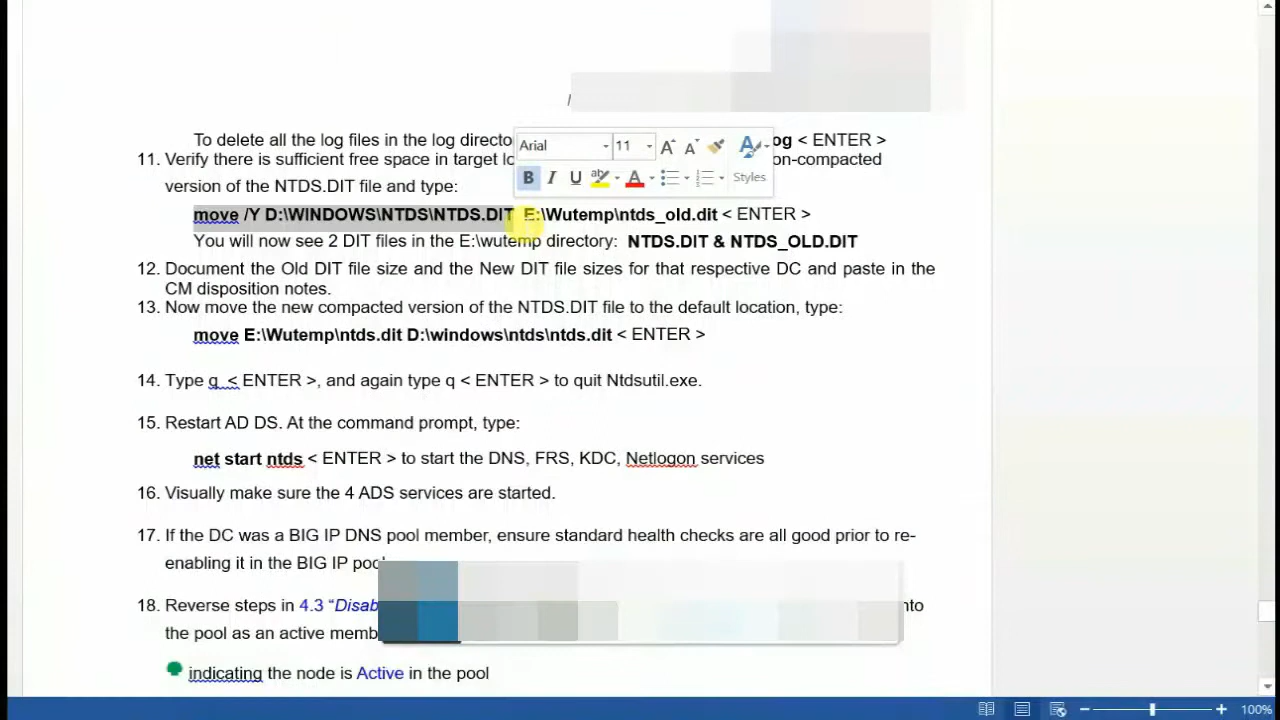 To delete all the log files in the log directo og < ENTER >
Arial 11
11. Verify there is sufficient free space in target lo on-compacted
B I U ab A Styles
version of the NTDS.DIT file and type:
move /Y D:\WINDOWS\NTDS\NTDS.DIT E:\Wutemp\ntds_old.dit < ENTER >
You will now see 2 DIT files in the E:\wutemp directory: NTDS.DIT & NTDS_OLD.DIT
12. Document the Old DIT file size and the New DIT file sizes for that respective DC and paste in the
CM disposition notes.
13. Now move the new compacted version of the NTDS.DIT file to the default location, type:
move E:\Wutemp\ntds.dit D:\windows\ntds\ntds.dit < ENTER >
14. Type q < ENTER >, and again type q < ENTER > to quit Ntdsutil.exe.
15. Restart AD DS. At the command prompt, type:
net start ntds < ENTER > to start the DNS, FRS, KDC, Netlogon services
16. Visually make sure the 4 ADS services are started.
17. If the DC was a BIG IP DNS pool member, ensure standard health checks are all good prior to re-
enabling it in the BIG IP pool
18. Reverse steps in 4.3 “Disab nto
the pool as an active memb
indicating the node is Active in the pool
100%